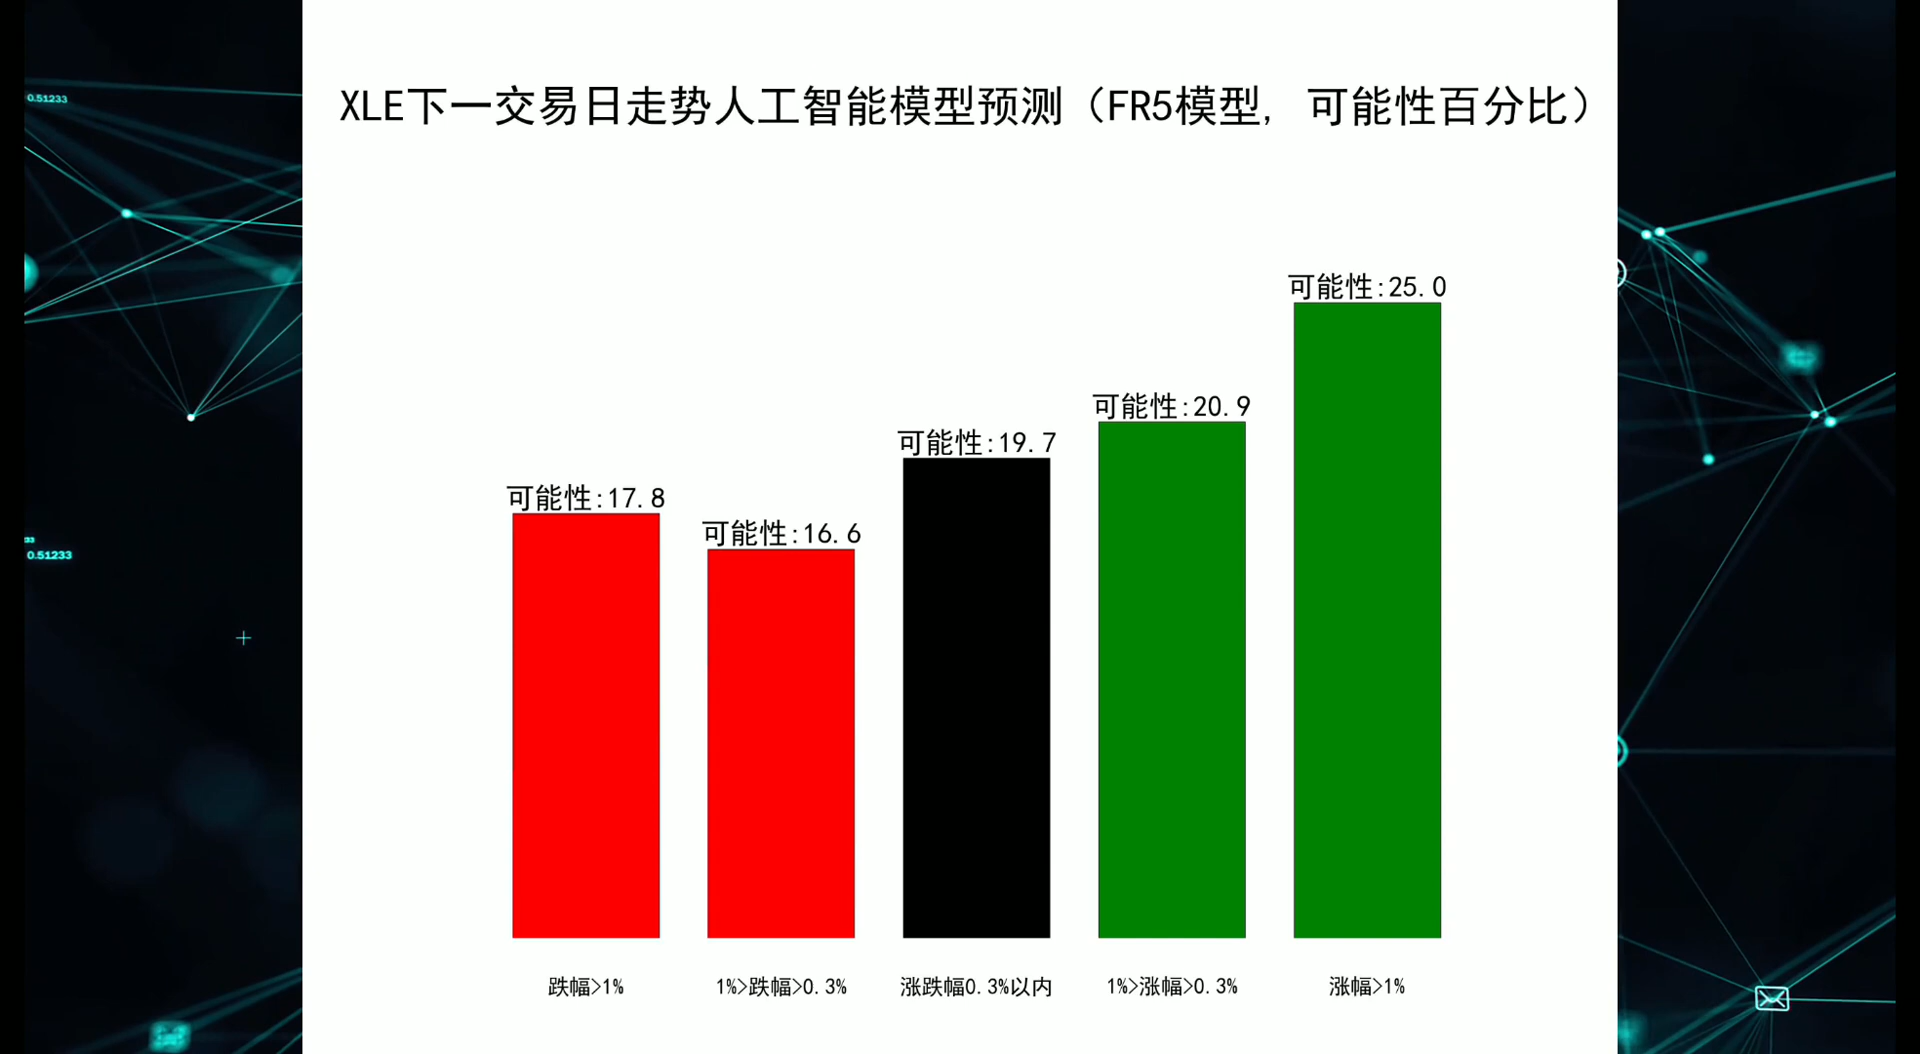 XLE下一交易日走势人工智能模型预测（FR5模型, 可能性百分比）
0.51233
可能性:25.0
可能性:20.9
可能性:19.7
可能性:17.8
可能性:16.6
0.51233
跌幅>1%
1%>跌幅>0.3%
涨跌幅0.3%以内
1%>涨幅>0.3%
涨幅>1%